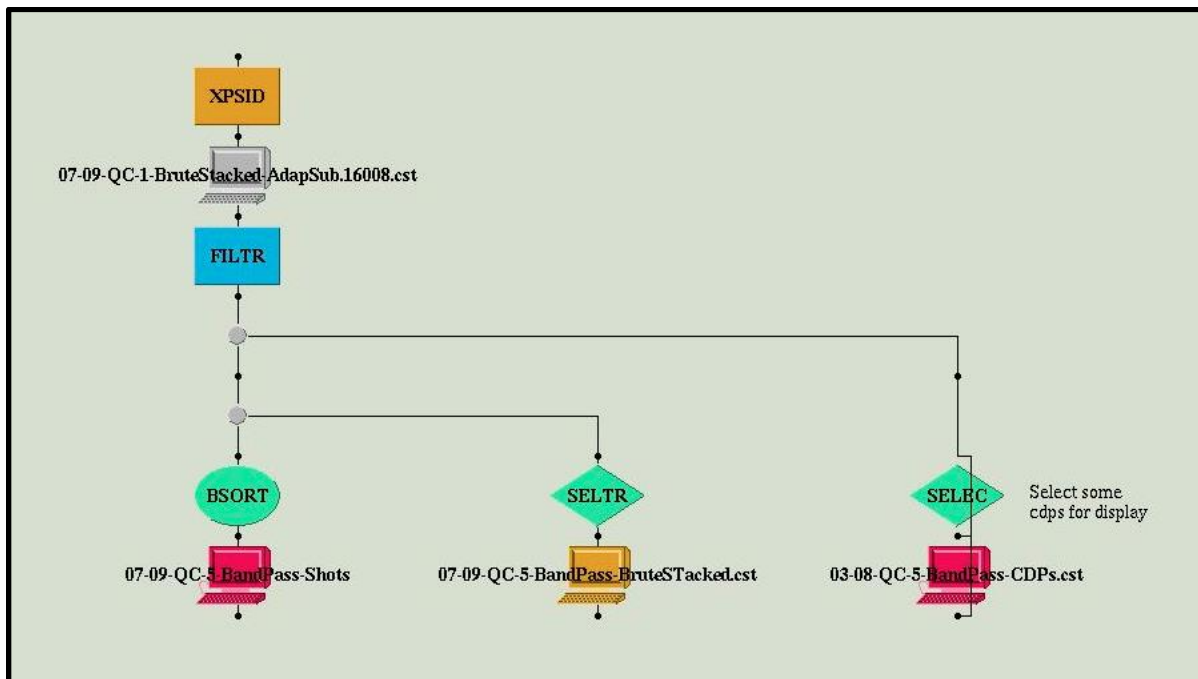 XPSID
07-09-QC-1-BruteStacked-AdapSub.16008.cst
FILTR
BSORT
SELTR
SELEC
Select some
cdps for display
07-09-QC-5-BandPass-Shots
07-09-QC-5-BandPass-BruteSTacked.cst
03-08-QC-5-BandPass-CDPs.cst